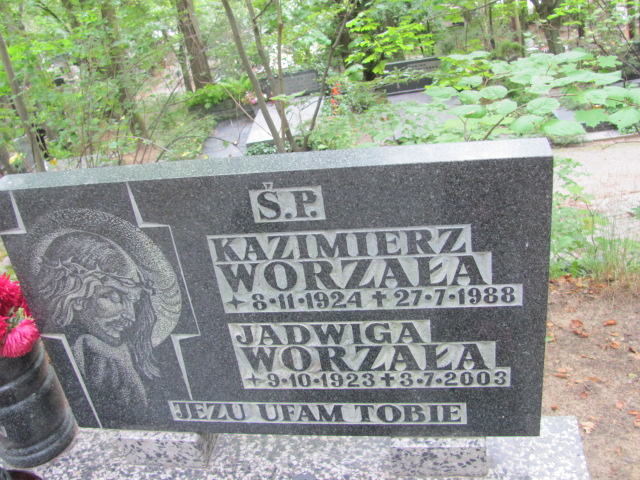 Ś.P.
KAZIMIERZ
WORZAŁA
✶ 8·11·1924 ✝ 27·7·1988
JADWIGA
WORZAŁA
✶ 9·10·1923 ✝ 3·7·2003
JEZU UFAM TOBIE